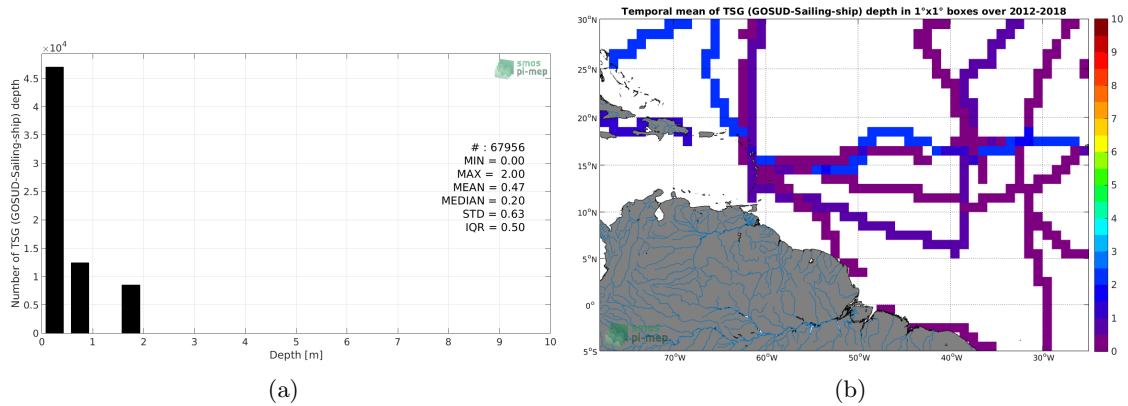 ×10⁴
4.5
4
3.5
3
2.5
2
1.5
1
0.5
0
0 1 2 3 4 5 6 7 8 9 10
Number of TSG (GOSUD-Sailing-ship) depth
Depth [m]
smos
pi-mep
# : 67956
MIN = 0.00
MAX = 2.00
MEAN = 0.47
MEDIAN = 0.20
STD = 0.63
IQR = 0.50
(a)
Temporal mean of TSG (GOSUD-Sailing-ship) depth in 1°x1° boxes over 2012-2018
30°N
25°N
20°N
15°N
10°N
5°N
0°
5°S
70°W 60°W 50°W 40°W 30°W
smos
pi-mep
10
9
8
7
6
5
4
3
2
1
0
(b)